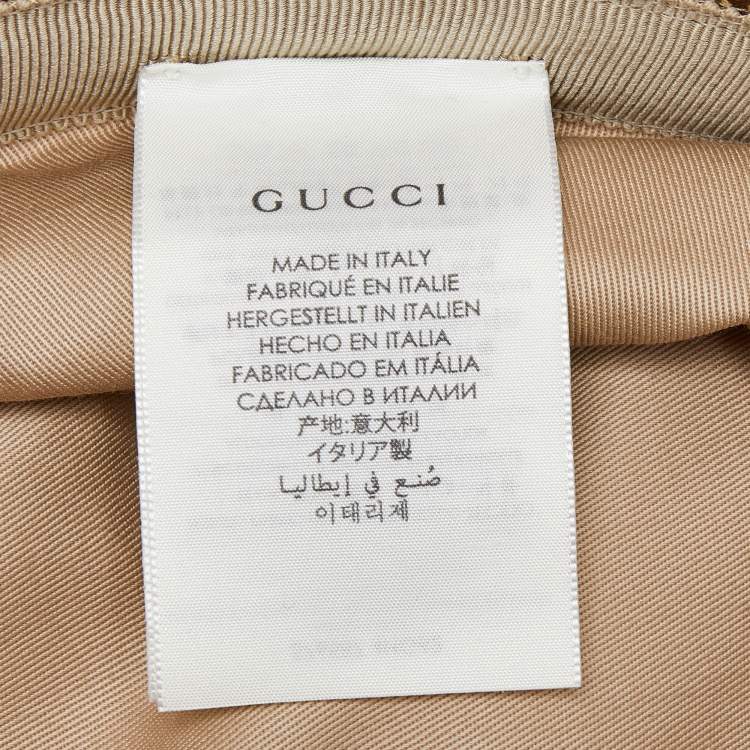 GUCCI
MADE IN ITALY
FABRIQUÉ EN ITALIE
HERGESTELLT IN ITALIEN
HECHO EN ITALIA
FABRICADO EM ITÁLIA
СДЕЛАНО В ИТАЛИИ
产地:意大利
イタリア製
صُنع في إيطاليا
이태리제